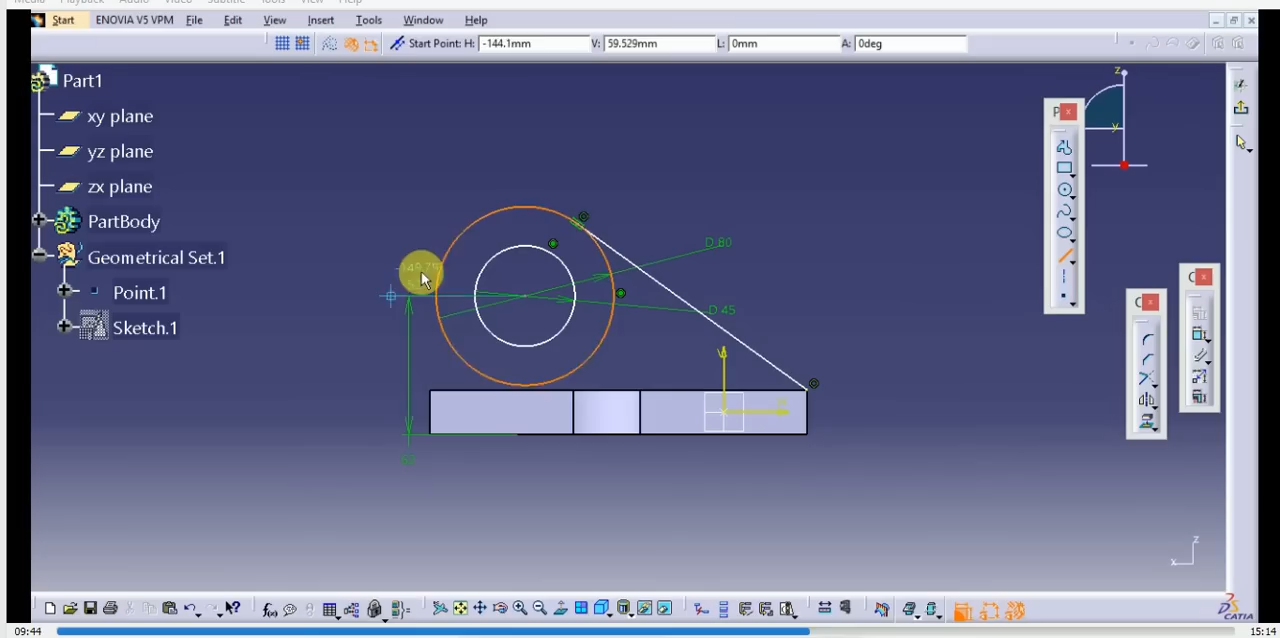 Start ENOVIA V5 VPM File Edit View Insert Tools Window Help
Start Point: H: -144.1mm V: 59.529mm L: 0mm A: 0deg
Part1
xy plane
yz plane
zx plane
PartBody
Geometrical Set.1
Point.1
Sketch.1
D 80
D 45
z
y
P
C
C
z
x
CATIA
09:44
15:14